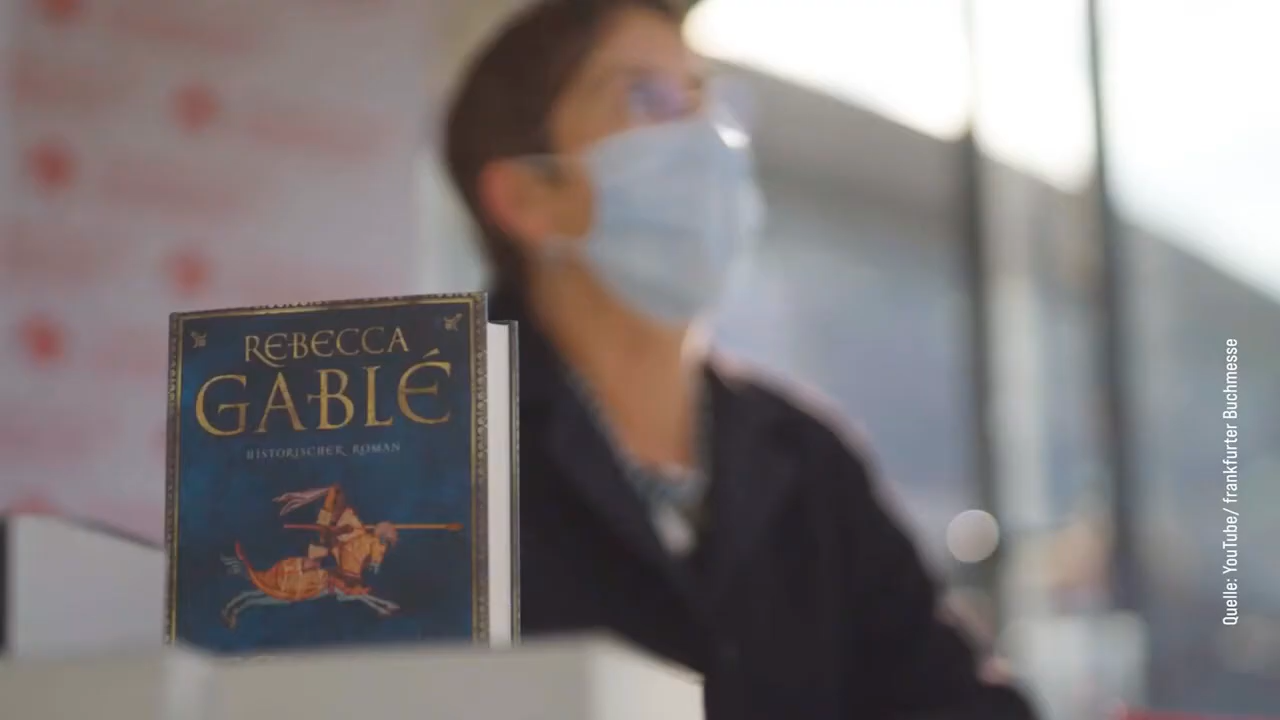 REBECCA
GABLÉ
HISTORISCHER ROMAN
Quelle: YouTube/ frankfurter Buchmesse